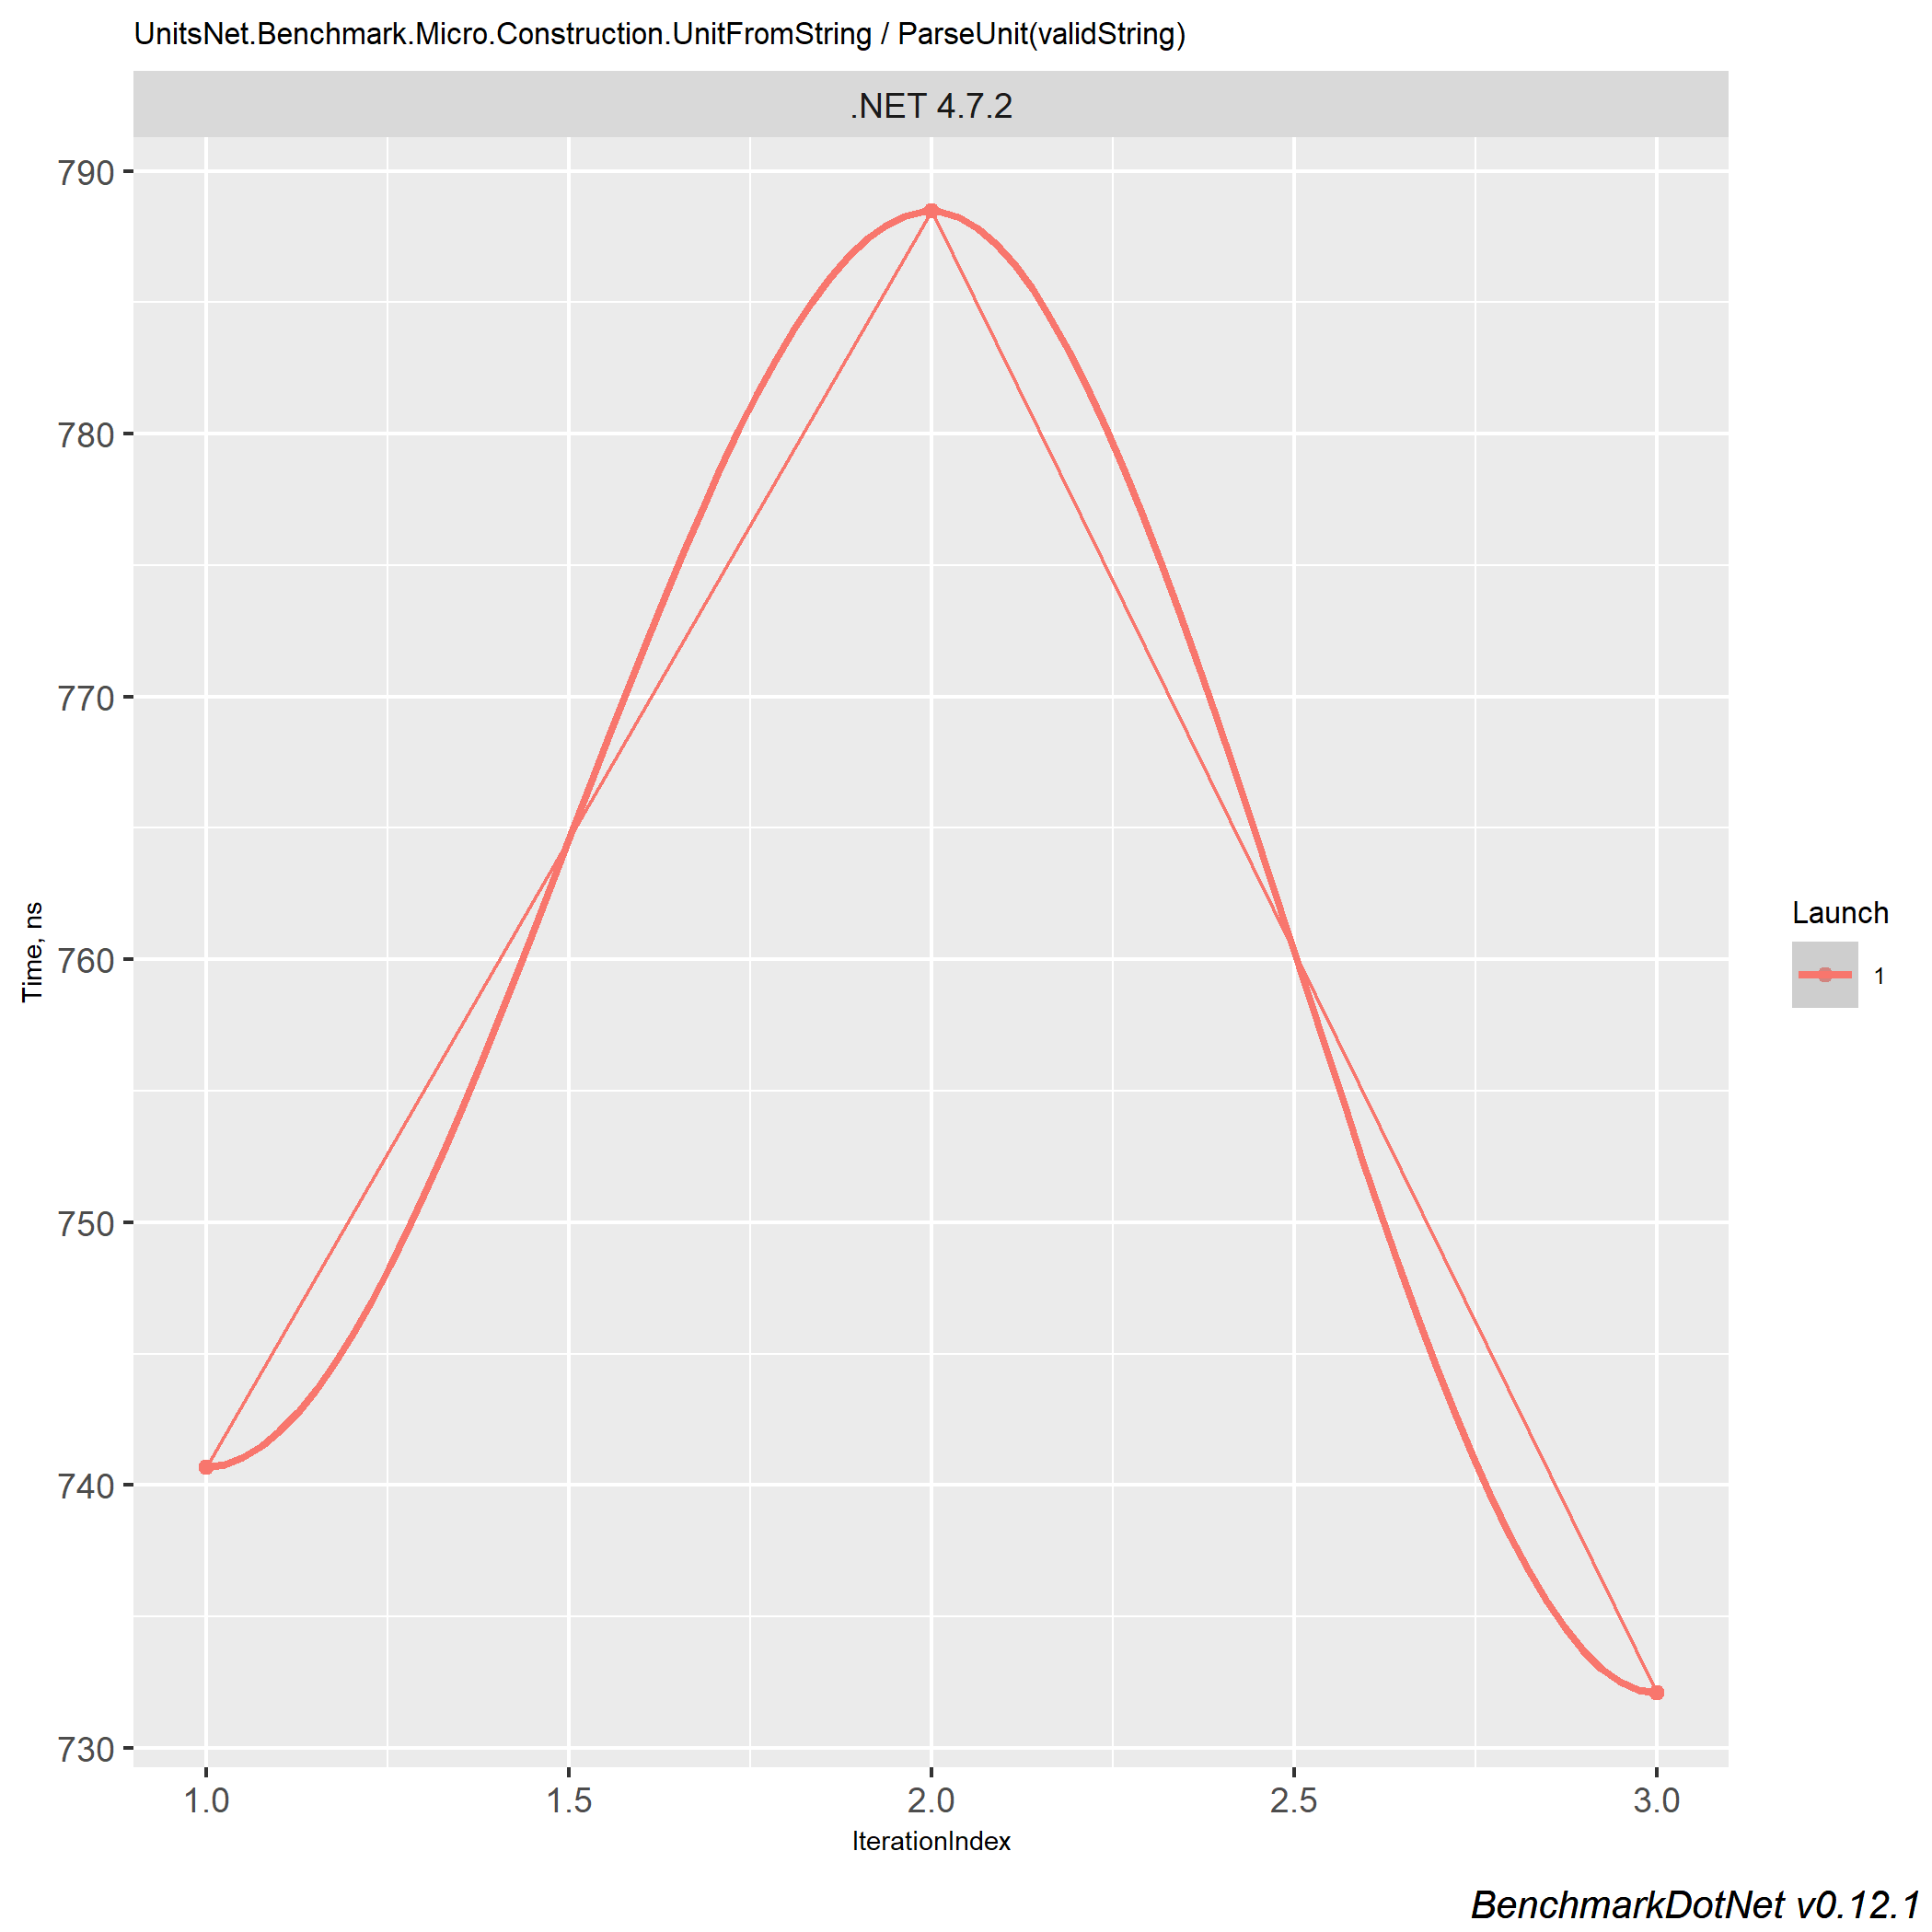 UnitsNet.Benchmark.Micro.Construction.UnitFromString / ParseUnit(validString)
.NET 4.7.2
790
780
770
760
750
740
730
Time, ns
1.0 1.5 2.0 2.5 3.0
IterationIndex
Launch
1
BenchmarkDotNet v0.12.1